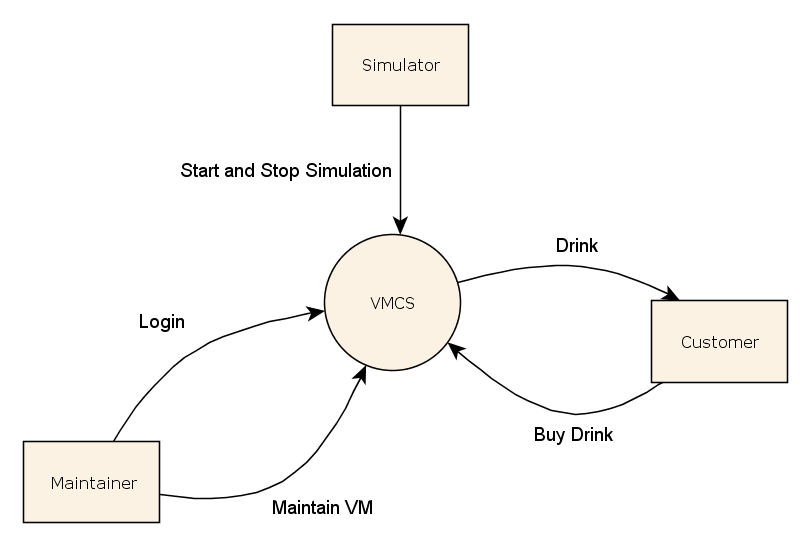 Simulator
Start and Stop Simulation
Drink
VMCS
Login
Customer
Buy Drink
Maintainer
Maintain VM